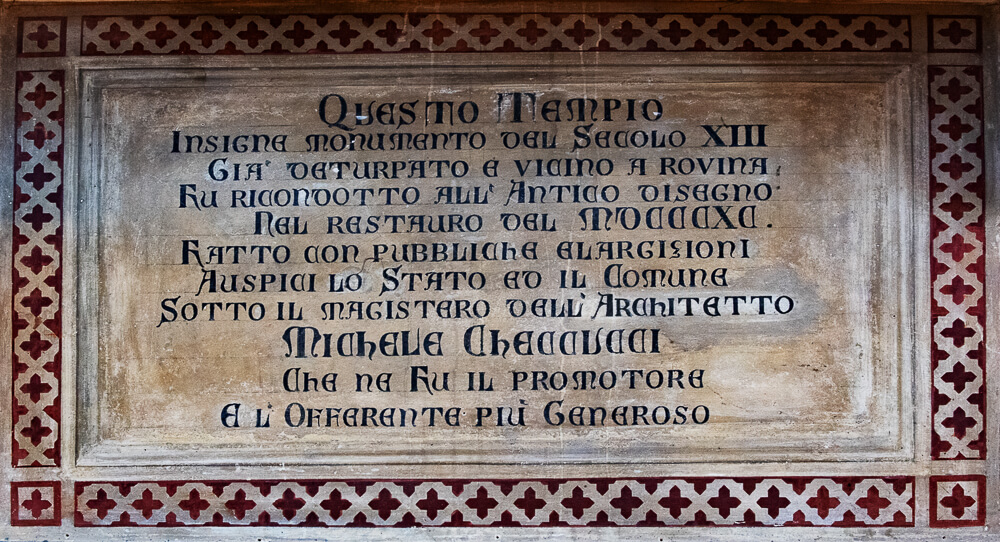 Questo Tempio
Insigne monumento del Secolo XIII
Già deturpato e vicino a rovina
Fu ricondotto all'Antico disegno
Nel restauro del MDCCCXC.
Fatto con pubbliche elargizioni
Auspici lo Stato ed il Comune
Sotto il magistero dell'Architetto
Michele Checcucci
Che ne Fu il promotore
E l'Offerente più Generoso